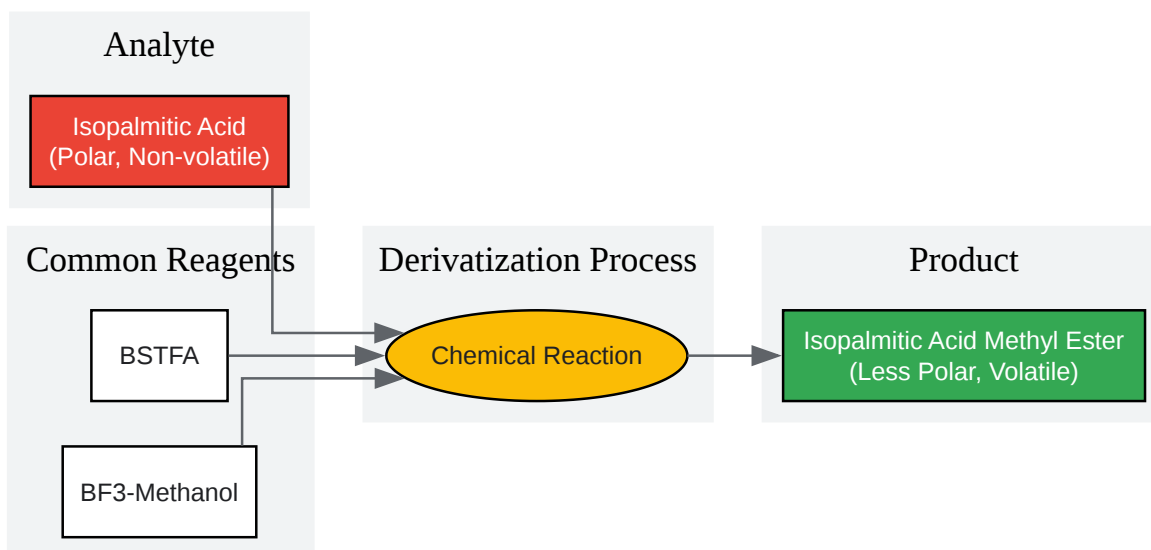 Analyte
Isopalmitic Acid
(Polar, Non-volatile)
Common Reagents
BSTFA
BF3-Methanol
Derivatization Process
Chemical Reaction
Product
Isopalmitic Acid Methyl Ester
(Less Polar, Volatile)